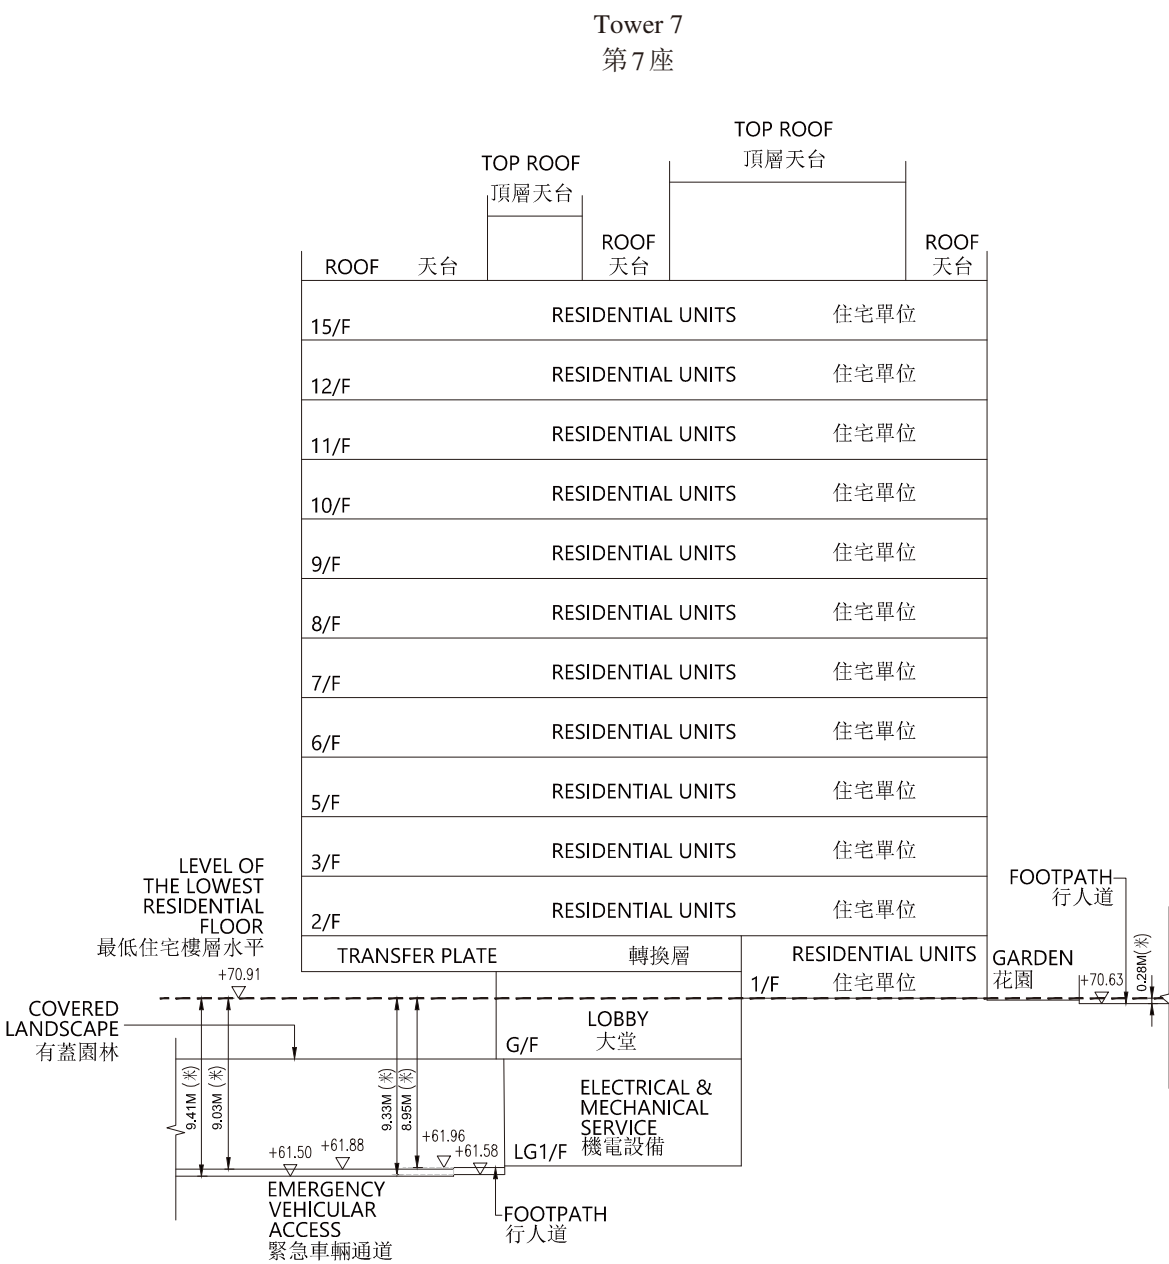 Tower 7
第7座
TOP ROOF
頂層天台
TOP ROOF
頂層天台
ROOF 天台
ROOF
天台
ROOF
天台
15/F RESIDENTIAL UNITS 住宅單位
12/F RESIDENTIAL UNITS 住宅單位
11/F RESIDENTIAL UNITS 住宅單位
10/F RESIDENTIAL UNITS 住宅單位
9/F RESIDENTIAL UNITS 住宅單位
8/F RESIDENTIAL UNITS 住宅單位
7/F RESIDENTIAL UNITS 住宅單位
6/F RESIDENTIAL UNITS 住宅單位
5/F RESIDENTIAL UNITS 住宅單位
3/F RESIDENTIAL UNITS 住宅單位
2/F RESIDENTIAL UNITS 住宅單位
LEVEL OF
THE LOWEST
RESIDENTIAL
FLOOR
最低住宅樓層水平
+70.91
TRANSFER PLATE 轉換層
RESIDENTIAL UNITS
1/F 住宅單位
FOOTPATH
行人道
GARDEN
花園
+70.63
0.28M(米)
COVERED
LANDSCAPE
有蓋園林
LOBBY
大堂
G/F
9.41M (米)
9.03M (米)
9.33M (米)
8.95M (米)
ELECTRICAL &
MECHANICAL
SERVICE
機電設備
LG1/F
+61.50
+61.88
+61.96
+61.58
EMERGENCY
VEHICULAR
ACCESS
緊急車輛通道
FOOTPATH
行人道